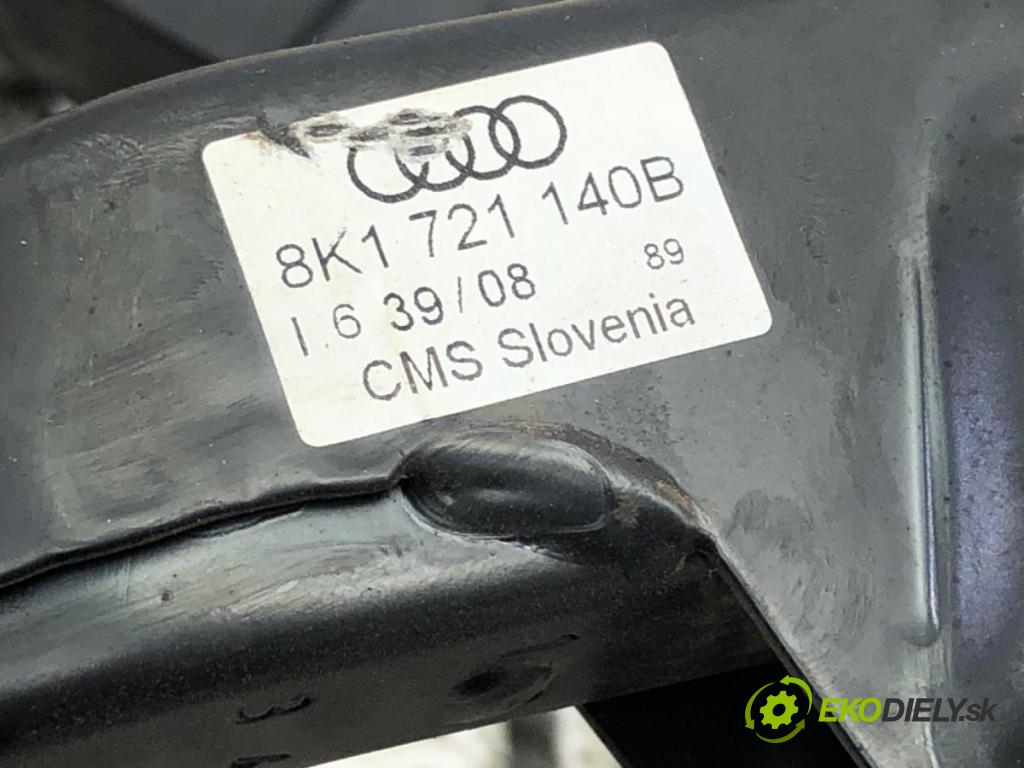 8K1 721 140B
I 6 39/08 89
CMS Slovenia
EKODIELY.sk